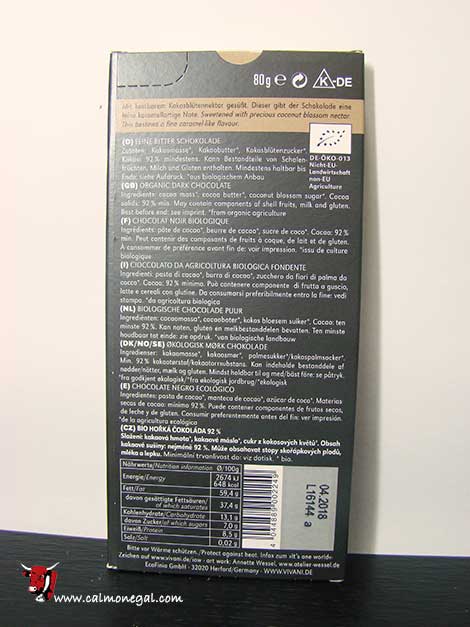 80g e K-DE
Mit kostbarem Kokosblütennektar gesüßt. Dieser gibt der Schokolade eine
feine karamellartige Note. Sweetened with precious coconut blossom nectar.
This bestows a fine caramel-like flavour.
(D) FEINE BITTER SCHOKOLADE
Zutaten: Kakaomasse*, Kakaobutter*, Kokosblütenzucker*.
Kakao: 92 % mindestens. Kann Bestandteile von Schalen-
früchten, Milch und Gluten enthalten. Mindestens haltbar bis
Ende: siehe Aufdruck. *aus biologischem Anbau
DE-ÖKO-013
Nicht-EU-
Landwirtschaft
non-EU
Agriculture
(GB) ORGANIC DARK CHOCOLATE
Ingredients: cocoa mass*, cocoa butter*, coconut blossom sugar*. Cocoa
solids: 92 % min. May contain components of shell fruits, milk and gluten.
Best before end: see imprint. *from organic agriculture
(F) CHOCOLAT NOIR BIOLOGIQUE
Ingrédients: pâte de cacao*, beurre de cacao*, sucre de coco*. Cacao: 92 %
min. Peut contenir des composants de fruits à coque, de lait et de gluten.
À consommer de préférence avant fin de: voir impression. *issu de culture
biologique
(I) CIOCCOLATO DA AGRICOLTURA BIOLOGICA FONDENTE
Ingredienti: pasta di cacao*, burro di cacao*, zucchero da fiori di palma da
cocco*. Cacao: 92 % minimo. Può contenere componenti di frutta a guscio,
latte e cereali con glutine. Da consumarsi preferibilmente entro la fine: vedi
stampa. *da agricoltura biologica
(NL) BIOLOGISCHE CHOCOLADE PUUR
Ingrediënten: cacaomassa*, cacaoboter*, kokos bloesem suiker*. Cacao: ten
minste 92 %. Kan noten, gluten en melkbestanddelen bevatten. Ten minste
houdbaar tot einde: zie opdruk. *van biologische landbouw
(DK/NO/SE) ØKOLOGISK MØRK CHOKOLADE
Ingredienser: kakaomasse*, kakaosmør*, palmesukker*/kokospalmsocker*.
Min. 92 % kakaotørstof/kakaotorrsubstans. Kan indeholde bestanddele af
nødder/nötter, mælk og gluten. Mindst holdbar til og med/bäst före: se påtryk.
*fra godkjent økologisk/*fra økologisk jordbrug/*ekologisk
(E) CHOCOLATE NEGRO ECOLÓGICO
Ingredientes: pasta de cacao*, manteca de cacao*, azúcar de coco*. Materias
secas de cacao: mínimo 92 %. Puede contener componentes de frutos secos,
de leche y de gluten. Consumir preferentemente antes del fin: ver impresión.
*de la agricultura ecológica
(CZ) BIO HOŘKÁ ČOKOLÁDA 92 %
Složení: kakaová hmota*, kakaové máslo*, cukr z kokosových květů*. Obsah
kakaové sušiny: nejméně 92 %. Může obsahovat stopy skořápkových plodů,
mléka a lepku. Minimální trvanlivost do: viz dotisk. * bio.
Nährwerte/Nutrition information Ø/100g
Energie/Energy 2674 kJ
648 kcal
Fett/Fat 59,4 g
davon gesättigte Fettsäuren/
of which saturates 37,4 g
Kohlenhydrate/Carbohydrate 13,1 g
davon Zucker/of which sugars 7,0 g
Eiweiß/Protein 8,5 g
Salz/Salt 0,02 g
4 044889 002249
04.2018
L16144 a
Bitte vor Wärme schützen./Protect against heat. Infos zum vit's one world-
Zeichen auf www.vivani.de/iow - art work: Annette Wessel, www.atelier-wessel.de
EcoFinia GmbH - 32020 Herford/Germany - WWW.VIVANI.DE
www.calmonegal.com